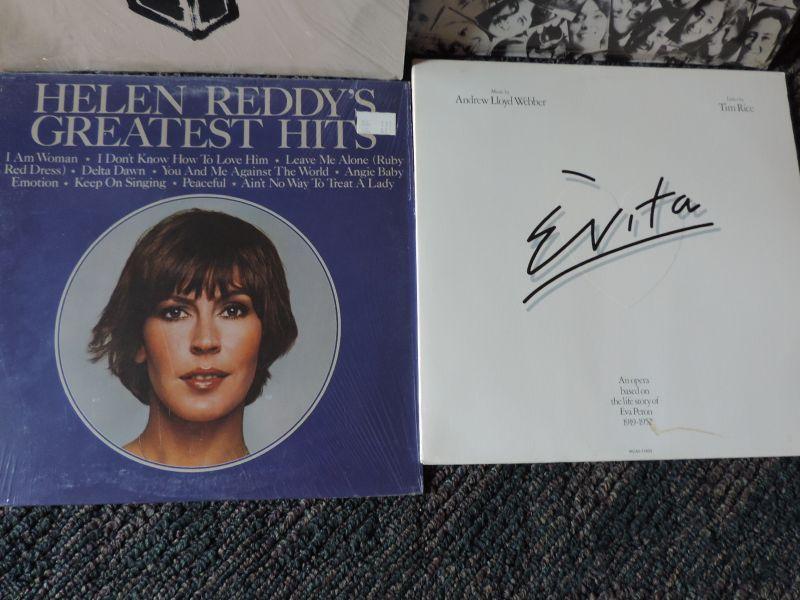 HELEN REDDY'S
GREATEST HITS
I Am Woman • I Don't Know How To Love Him • Leave Me Alone (Ruby
Red Dress) • Delta Dawn • You And Me Against The World • Angie Baby
Emotion • Keep On Singing • Peaceful • Ain't No Way To Treat A Lady
Music by
Andrew Lloyd Webber
Lyrics by
Tim Rice
Evita
An opera
based on
the life story of
Eva Peron
1919-1952